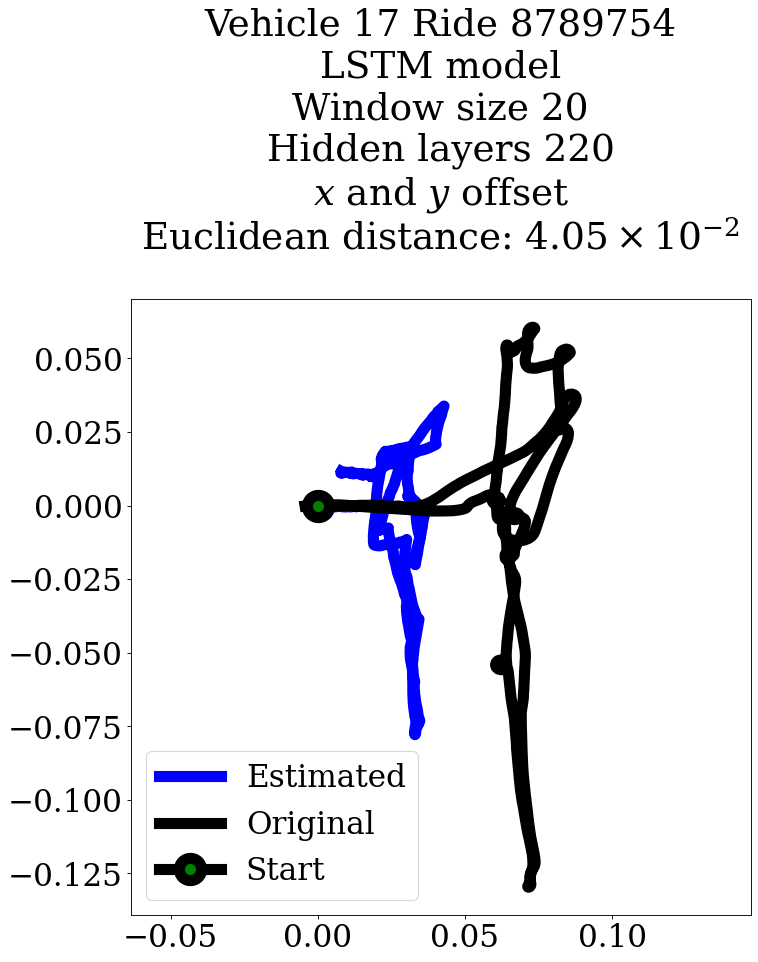 Vehicle 17 Ride 8789754
LSTM model
Window size 20
Hidden layers 220
x and y offset
Euclidean distance: 4.05 × 10⁻²
0.050
0.025
0.000
−0.025
−0.050
−0.075
−0.100
−0.125
Estimated
Original
Start
−0.05 0.00 0.05 0.10